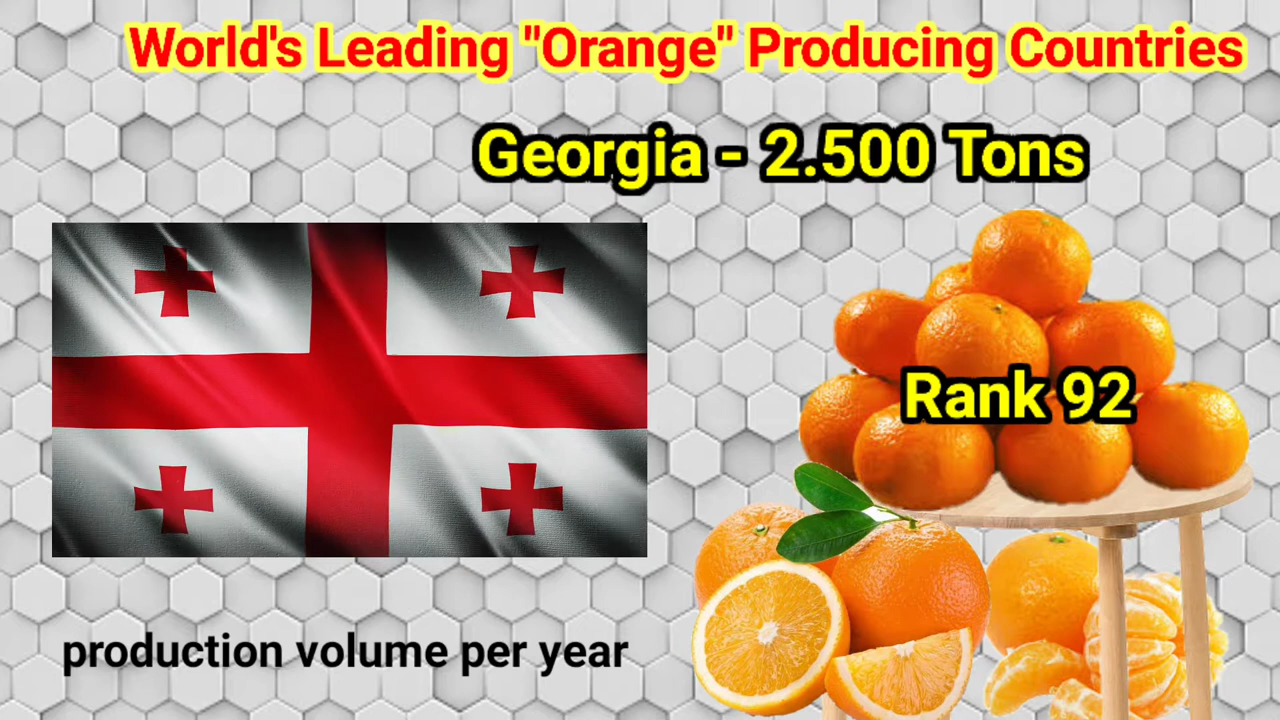 World's Leading "Orange" Producing Countries
Georgia - 2.500 Tons
Rank 92
production volume per year